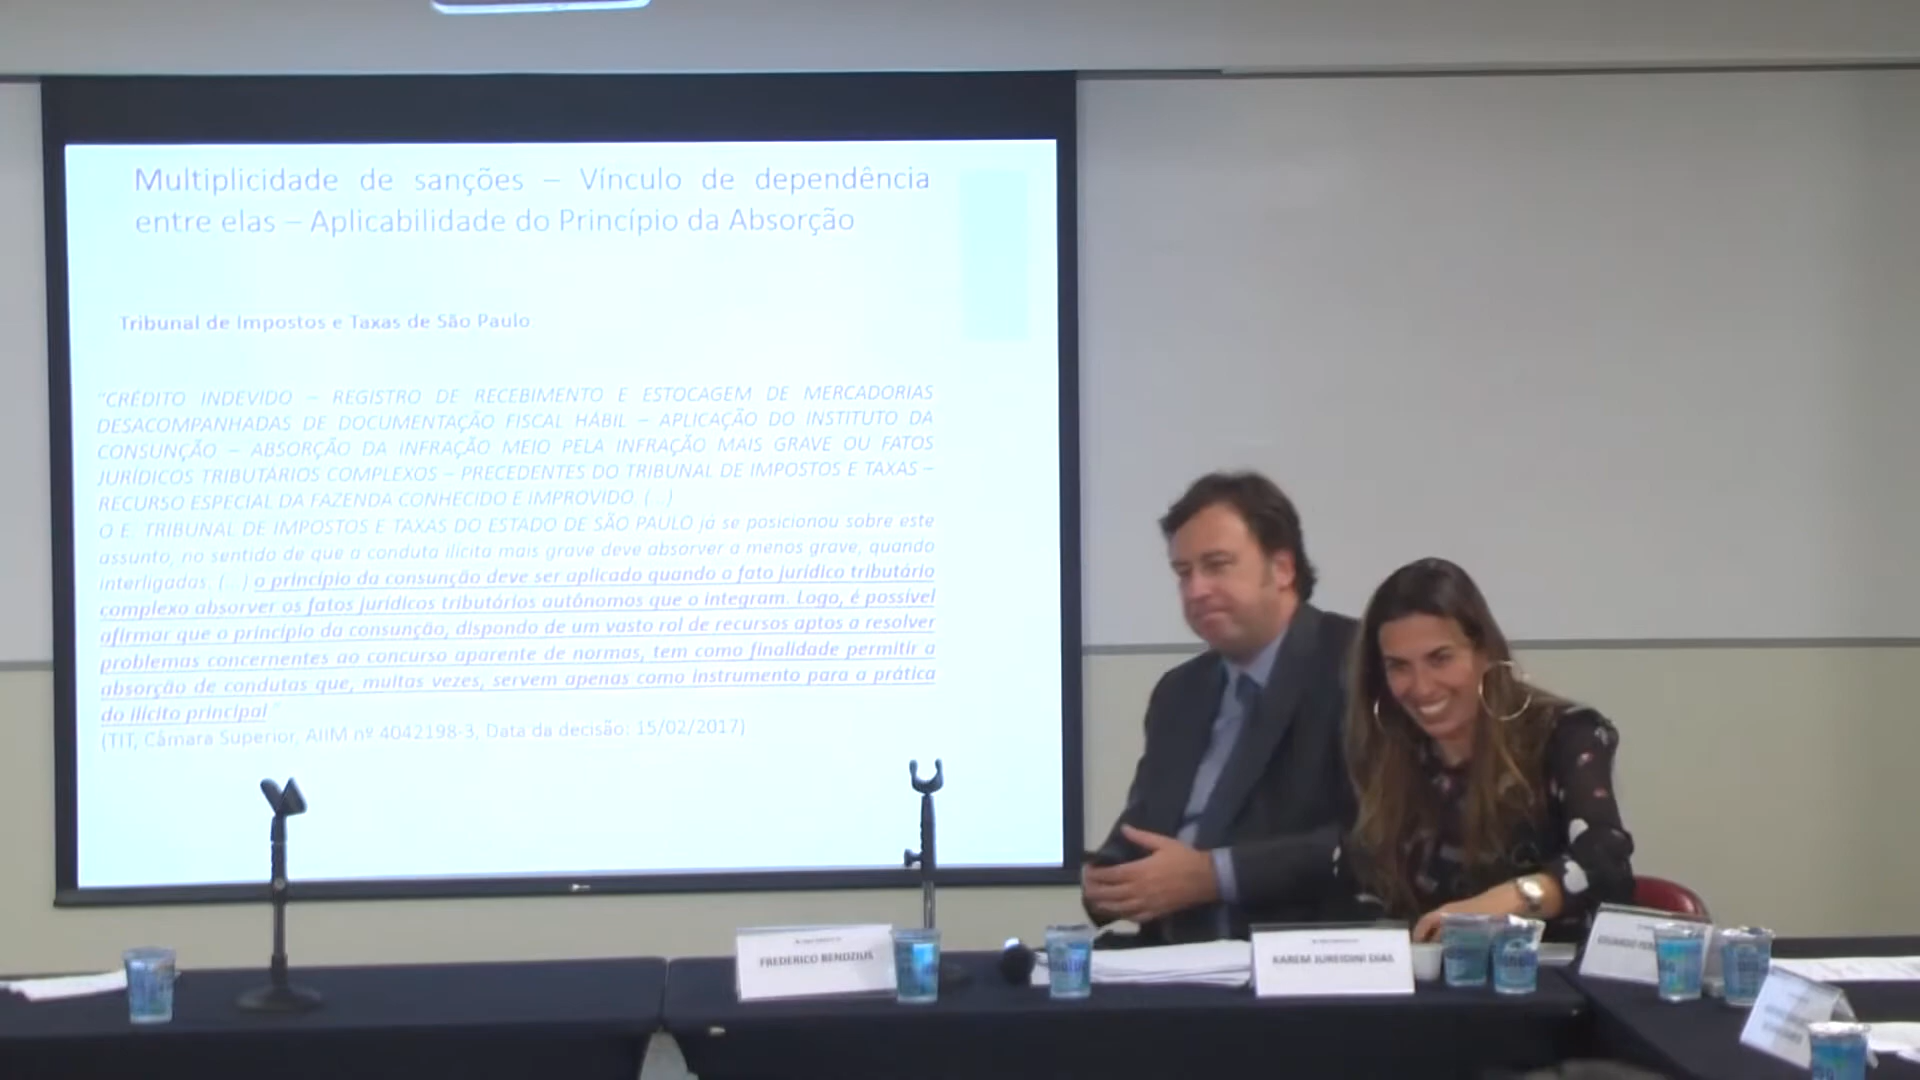 Multiplicidade de sanções – Vínculo de dependência
entre elas – Aplicabilidade do Princípio da Absorção
Tribunal de Impostos e Taxas de São Paulo
"CRÉDITO INDEVIDO – REGISTRO DE RECEBIMENTO E ESTOCAGEM DE MERCADORIAS
DESACOMPANHADAS DE DOCUMENTAÇÃO FISCAL HÁBIL – APLICAÇÃO DO INSTITUTO DA
CONSUNÇÃO – ABSORÇÃO DA INFRAÇÃO MEIO PELA INFRAÇÃO MAIS GRAVE OU FATOS
JURÍDICOS TRIBUTÁRIOS COMPLEXOS – PRECEDENTES DO TRIBUNAL DE IMPOSTOS E TAXAS –
RECURSO ESPECIAL DA FAZENDA CONHECIDO E IMPROVIDO. (...)
O E. TRIBUNAL DE IMPOSTOS E TAXAS DO ESTADO DE SÃO PAULO já se posicionou sobre este
assunto, no sentido de que a conduta ilícita mais grave deve absorver a menos grave, quando
interligadas. (...) o princípio da consunção deve ser aplicado quando o fato jurídico tributário
complexo absorver os fatos jurídicos tributários autônomos que o integram. Logo, é possível
afirmar que o princípio da consunção, dispondo de um vasto rol de recursos aptos a resolver
problemas concernentes ao concurso aparente de normas, tem como finalidade permitir a
absorção de condutas que, muitas vezes, servem apenas como instrumento para a prática
do ilícito principal."
(TIT, Câmara Superior, AIIM nº 4042198-3, Data da decisão: 15/02/2017)
FREDERICO BENDZIUS
KAREM JUREIDINI DIAS